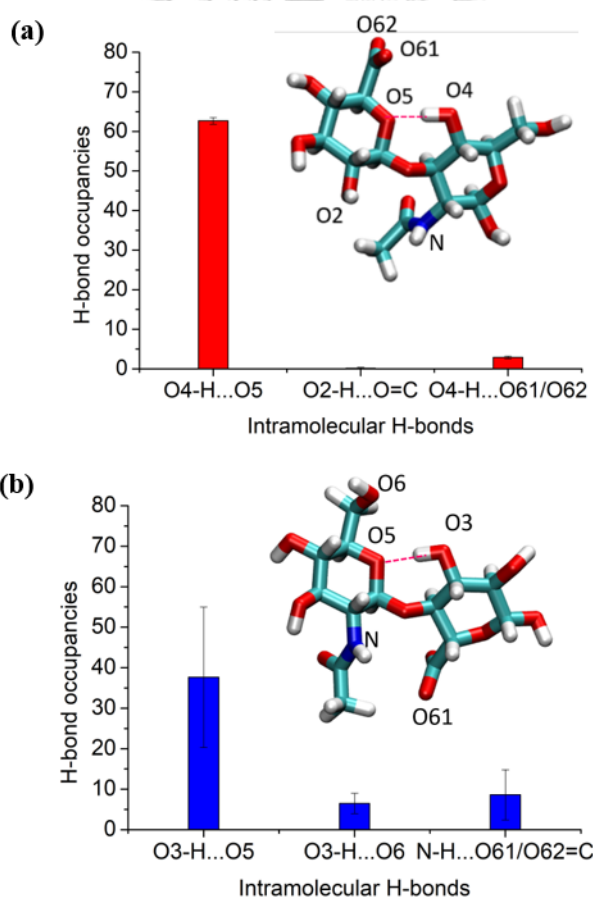 (a)
O62
O61
O5
O4
O2
N
80
70
60
50
40
30
20
10
0
H-bond occupancies
O4-H...O5
O2-H...O=C
O4-H...O61/O62
Intramolecular H-bonds
(b)
O6
O5
O3
N
O61
80
70
60
50
40
30
20
10
0
H-bond occupancies
O3-H...O5
O3-H...O6
N-H...O61/O62=C
Intramolecular H-bonds